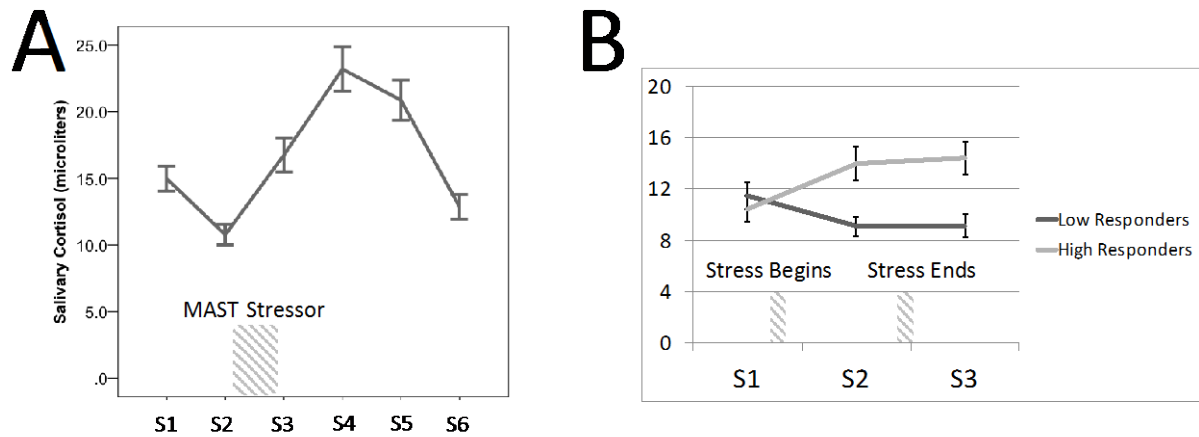 A
Salivary Cortisol (microliters)
25.0
20.0
15.0
10.0
5.0
.0
MAST Stressor
S1 S2 S3 S4 S5 S6
B
20
16
12
8
4
0
Stress Begins Stress Ends
S1 S2 S3
Low Responders
High Responders